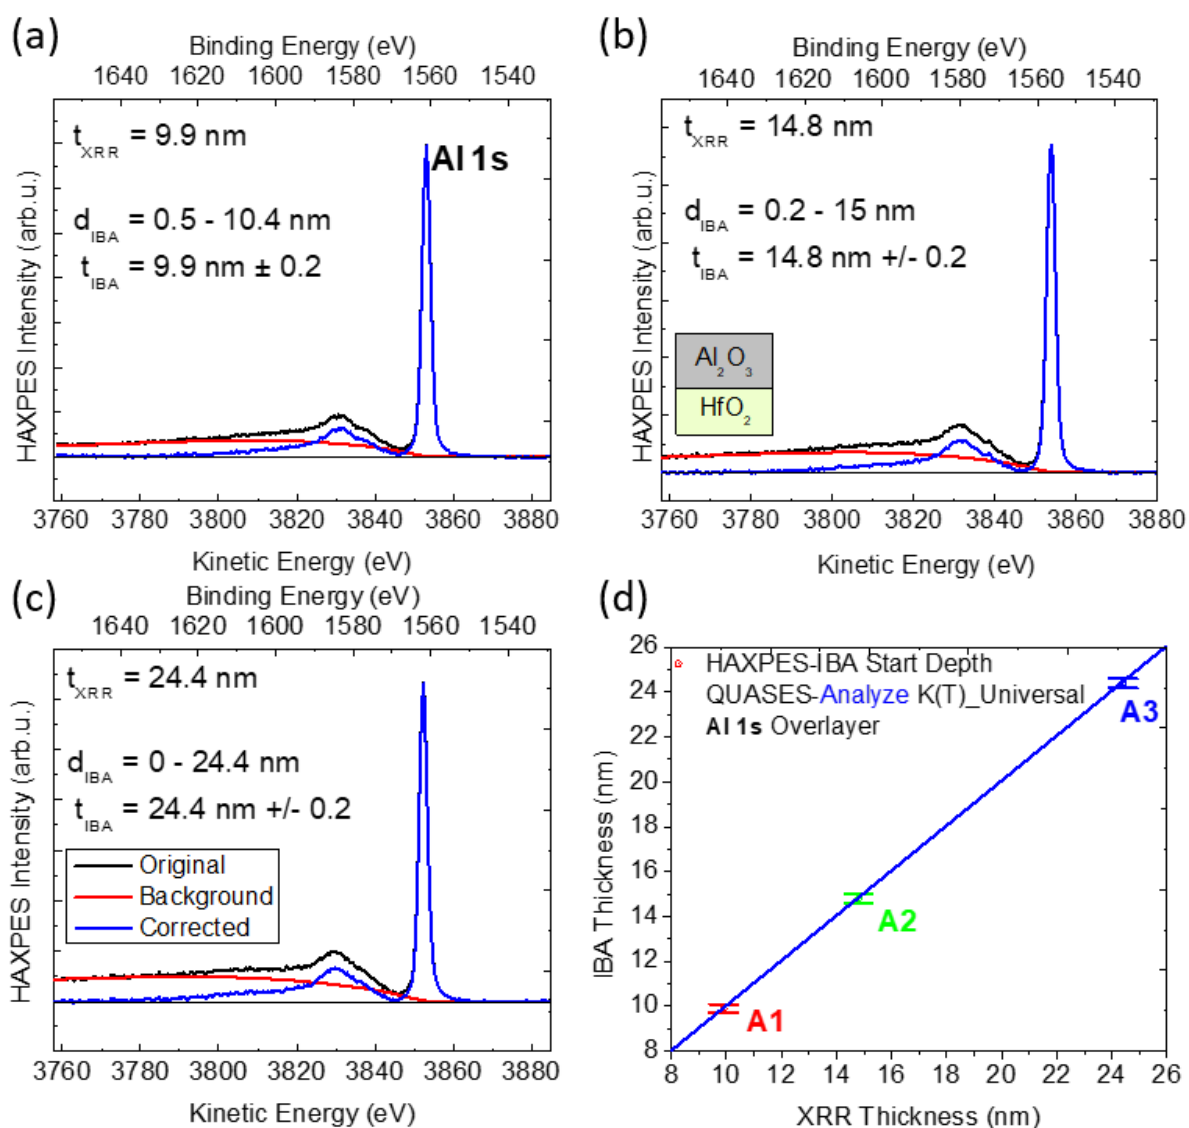 (a)
Binding Energy (eV)
1640 1620 1600 1580 1560 1540
t_XRR = 9.9 nm
Al 1s
d_IBA = 0.5 - 10.4 nm
t_IBA = 9.9 nm ± 0.2
HAXPES Intensity (arb.u.)
3760 3780 3800 3820 3840 3860 3880
Kinetic Energy (eV)
(b)
Binding Energy (eV)
1640 1620 1600 1580 1560 1540
t_XRR = 14.8 nm
d_IBA = 0.2 - 15 nm
t_IBA = 14.8 nm +/- 0.2
Al2O3
HfO2
HAXPES Intensity (arb.u.)
3760 3780 3800 3820 3840 3860 3880
Kinetic Energy (eV)
(c)
Binding Energy (eV)
1640 1620 1600 1580 1560 1540
t_XRR = 24.4 nm
d_IBA = 0 - 24.4 nm
t_IBA = 24.4 nm +/- 0.2
Original
Background
Corrected
HAXPES Intensity (arb.u.)
3760 3780 3800 3820 3840 3860 3880
Kinetic Energy (eV)
(d)
HAXPES-IBA Start Depth
QUASES-Analyze K(T)_Universal
Al 1s Overlayer
A3
A2
A1
IBA Thickness (nm)
26
24
22
20
18
16
14
12
10
8
8 10 12 14 16 18 20 22 24 26
XRR Thickness (nm)